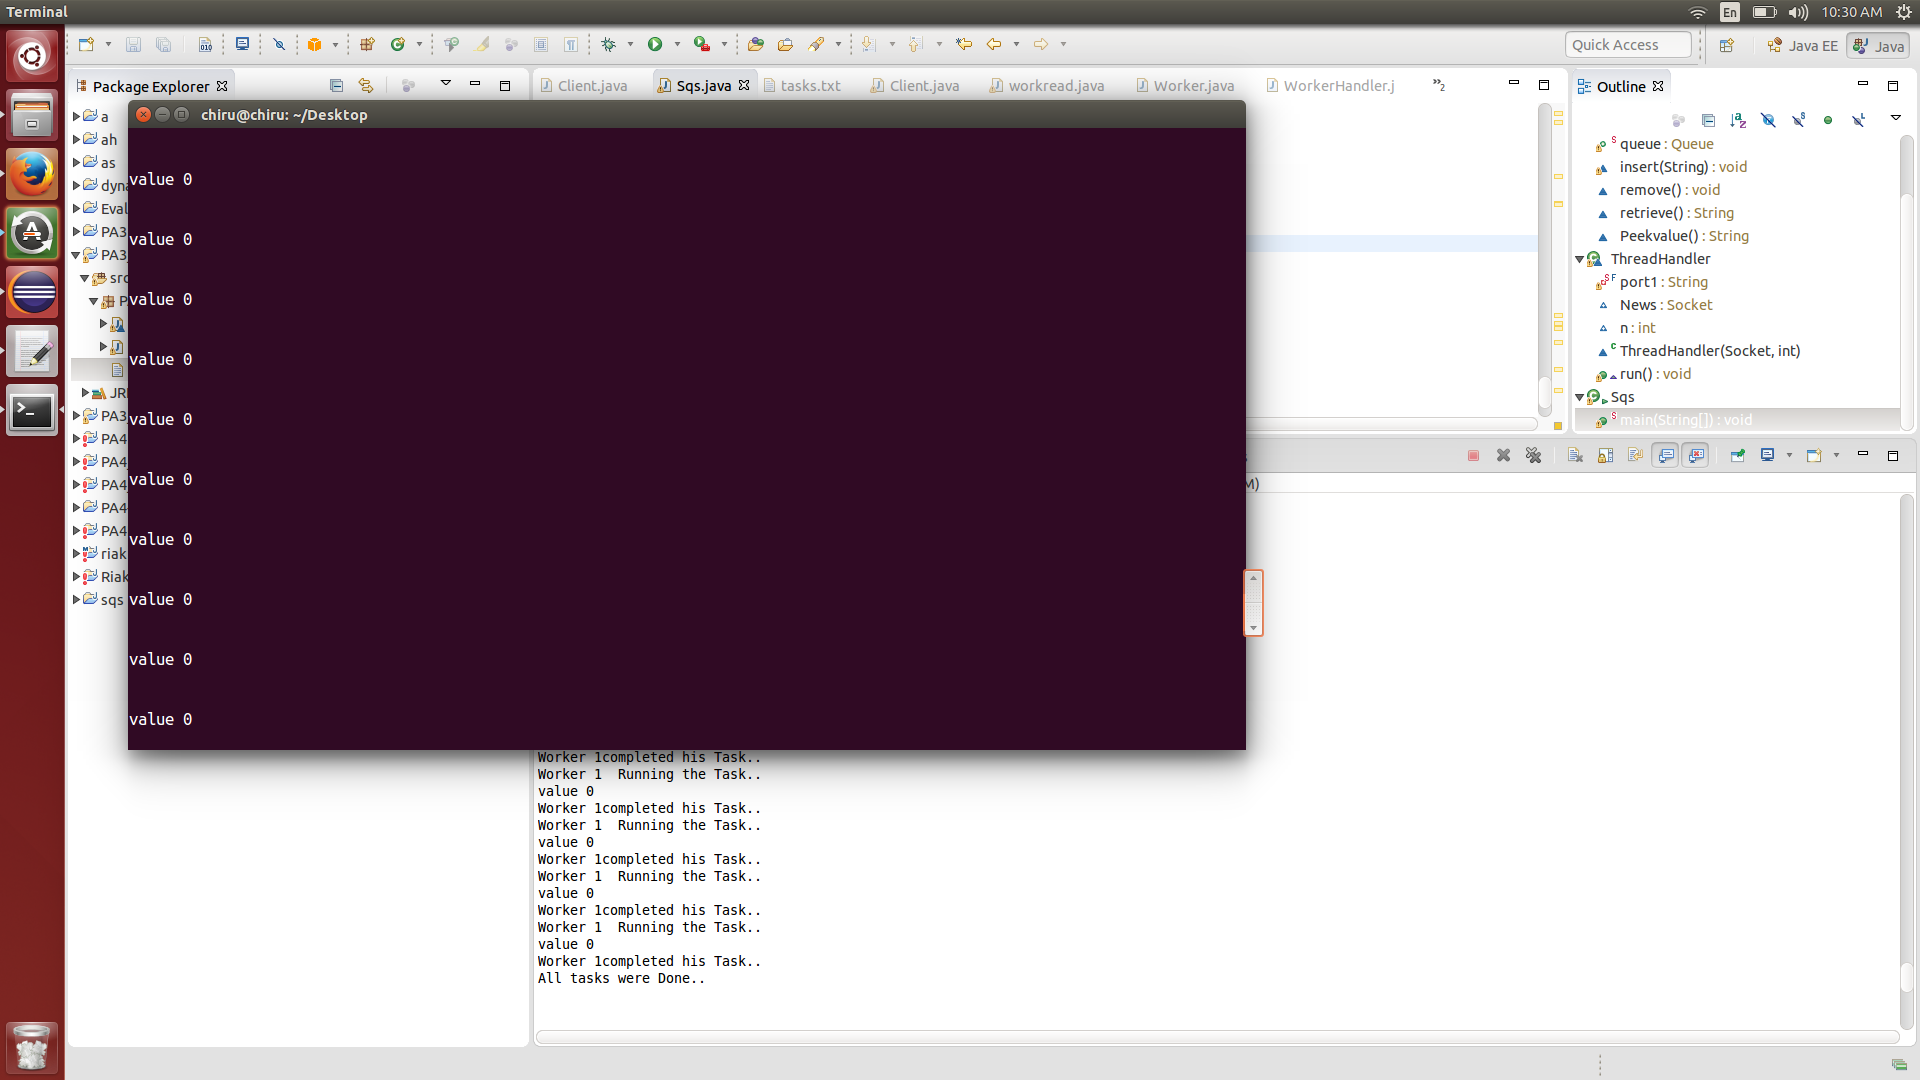 Terminal
En
10:30 AM
Quick Access
Java EE
Java
Package Explorer
a
ah
as
dyna
Eval
PA3
PA3
src
P
JRE
PA3
PA4
PA4
PA4
PA4
PA4
riak
Riak
sqs
Client.java
Sqs.java
tasks.txt
Client.java
workread.java
Worker.java
WorkerHandler.j
»2
chiru@chiru: ~/Desktop
value 0
value 0
value 0
value 0
value 0
value 0
value 0
value 0
value 0
value 0
Outline
queue : Queue
insert(String) : void
remove() : void
retrieve() : String
Peekvalue() : String
ThreadHandler
port1 : String
News : Socket
n : int
ThreadHandler(Socket, int)
run() : void
Sqs
main(String[]) : void
M)
Worker 1completed his Task..
Worker 1  Running the Task..
value 0
Worker 1completed his Task..
Worker 1  Running the Task..
value 0
Worker 1completed his Task..
Worker 1  Running the Task..
value 0
Worker 1completed his Task..
Worker 1  Running the Task..
value 0
Worker 1completed his Task..
All tasks were Done..